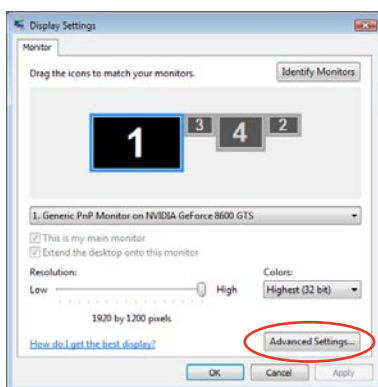 Display Settings
Monitor
Drag the icons to match your monitors.
Identify Monitors
1
3
4
2
1. Generic PnP Monitor on NVIDIA GeForce 8600 GTS
This is my main monitor
Extend the desktop onto this monitor
Resolution:
Colors:
Low
High
Highest (32 bit)
1920 by 1200 pixels
How do I get the best display?
Advanced Settings...
OK
Cancel
Apply